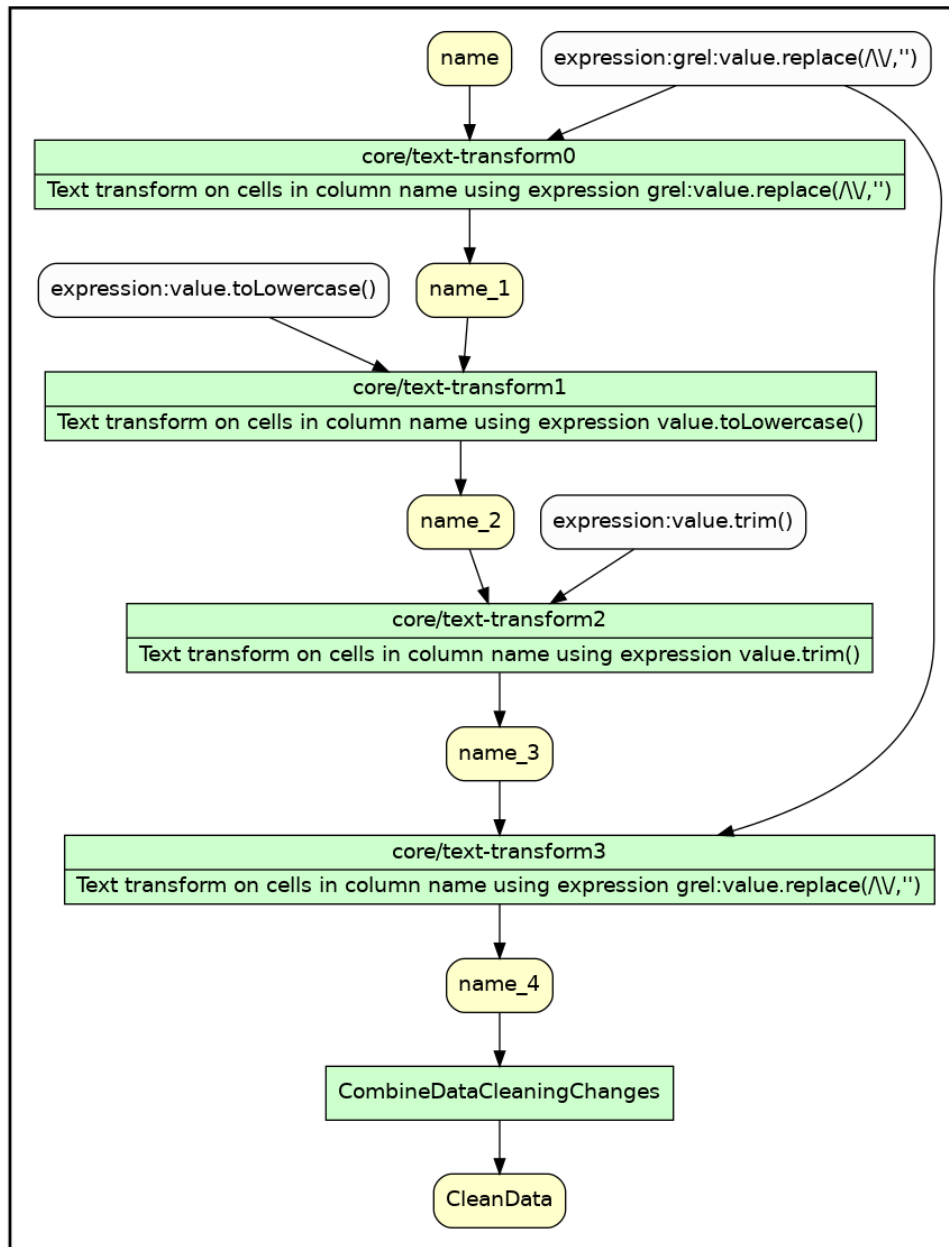 name
expression:grel:value.replace(/\\/,'')
core/text-transform0
Text transform on cells in column name using expression grel:value.replace(/\\/,'')
expression:value.toLowercase()
name_1
core/text-transform1
Text transform on cells in column name using expression value.toLowercase()
name_2
expression:value.trim()
core/text-transform2
Text transform on cells in column name using expression value.trim()
name_3
core/text-transform3
Text transform on cells in column name using expression grel:value.replace(/\\/,'')
name_4
CombineDataCleaningChanges
CleanData